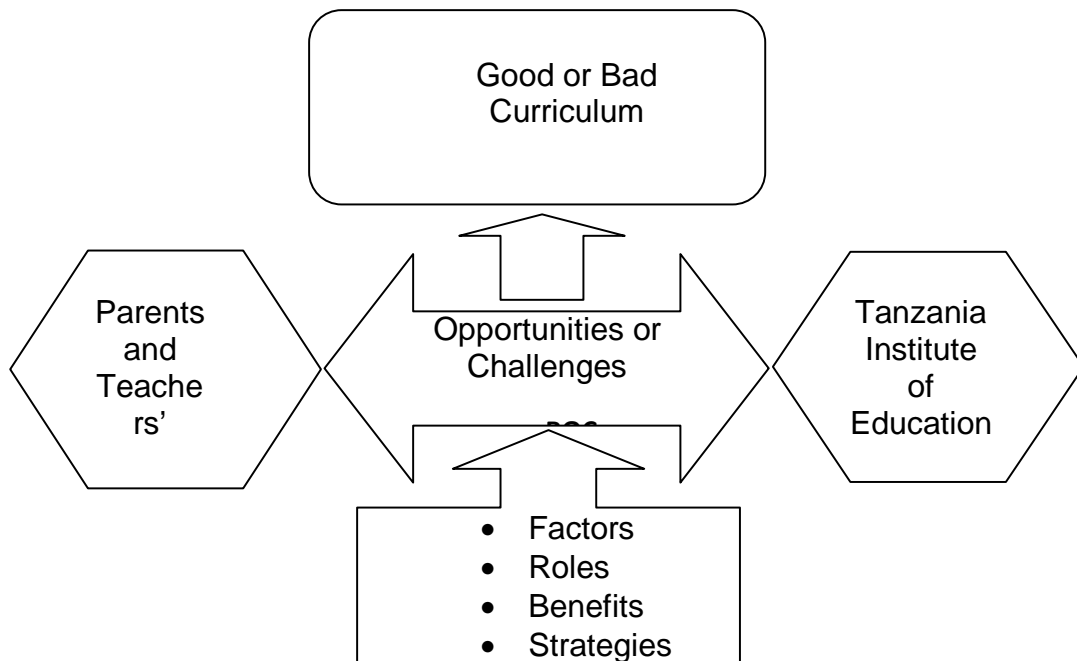 Good or Bad
Curriculum
Parents
and
Teache
rs’
Opportunities or
Challenges
Tanzania
Institute
of
Education
• Factors
• Roles
• Benefits
• Strategies